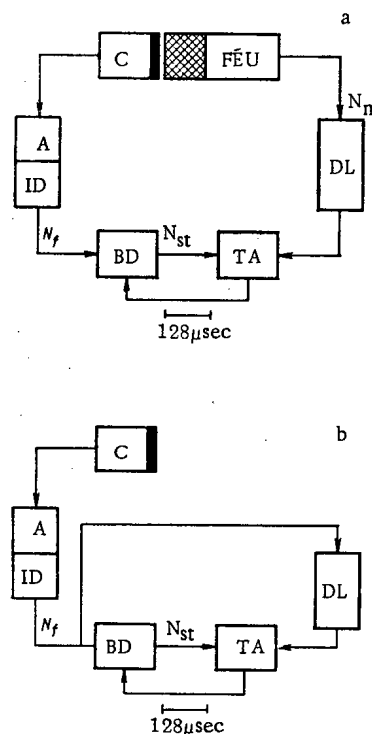 a
C
FÉU
A
ID
N_n
DL
N_f
BD
N_st
TA
128μsec
b
C
A
ID
DL
N_f
BD
N_st
TA
128μsec